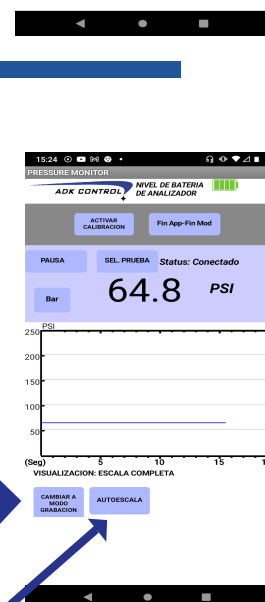 15:24
PRESSURE MONITOR
ADK CONTROL NIVEL DE BATERIA
DE ANALIZADOR
ACTIVAR
CALIBRACION
Fin App-Fin Mod
PAUSA
SEL. PRUEBA
Status: Conectado
Bar
64.8 PSI
PSI
250
200
150
100
50
(Seg) 5 10 15 1
VISUALIZACION: ESCALA COMPLETA
CAMBIAR A
MODO
GRABACION
AUTOESCALA